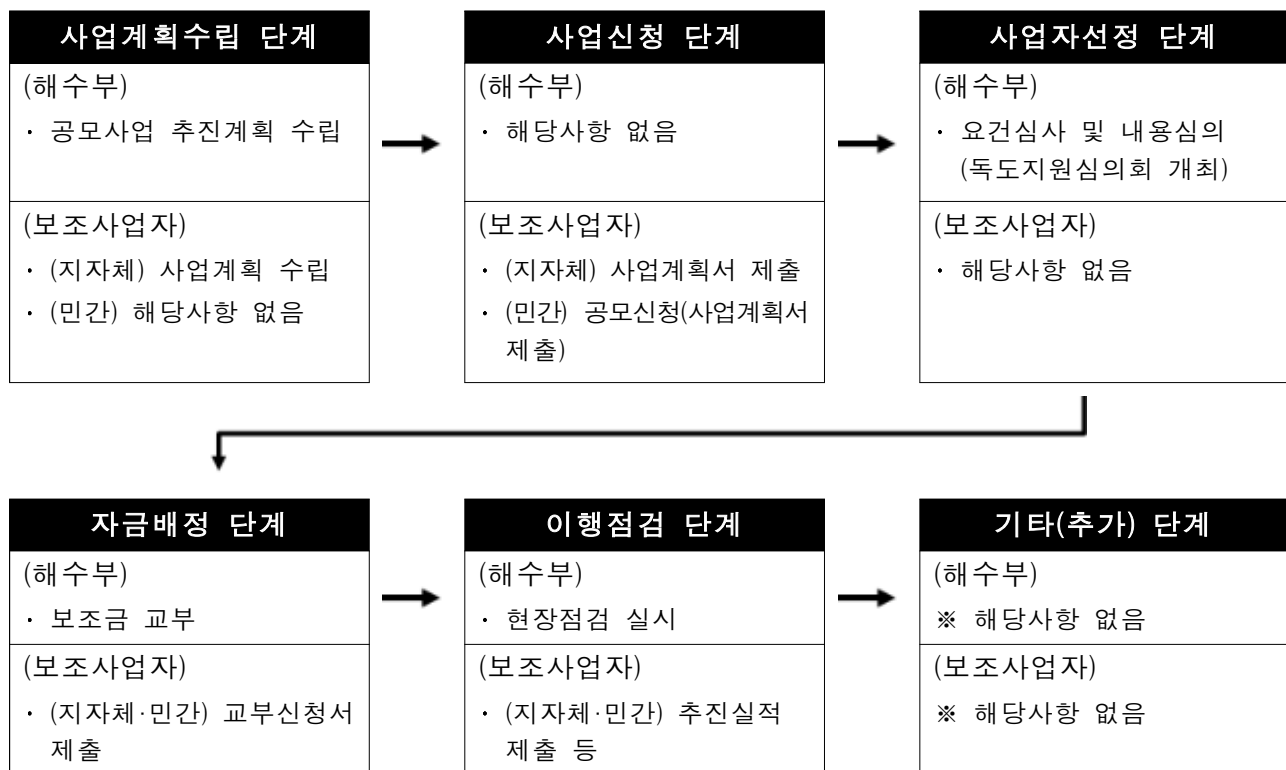 사업계획수립 단계
(해수부)
· 공모사업 추진계획 수립
(보조사업자)
· (지자체) 사업계획 수립
· (민간) 해당사항 없음
사업신청 단계
(해수부)
· 해당사항 없음
(보조사업자)
· (지자체) 사업계획서 제출
· (민간) 공모신청(사업계획서
제출)
사업자선정 단계
(해수부)
· 요건심사 및 내용심의
(독도지원심의회 개최)
(보조사업자)
· 해당사항 없음
자금배정 단계
(해수부)
· 보조금 교부
(보조사업자)
· (지자체·민간) 교부신청서
제출
이행점검 단계
(해수부)
· 현장점검 실시
(보조사업자)
· (지자체·민간) 추진실적
제출 등
기타(추가) 단계
(해수부)
※ 해당사항 없음
(보조사업자)
※ 해당사항 없음